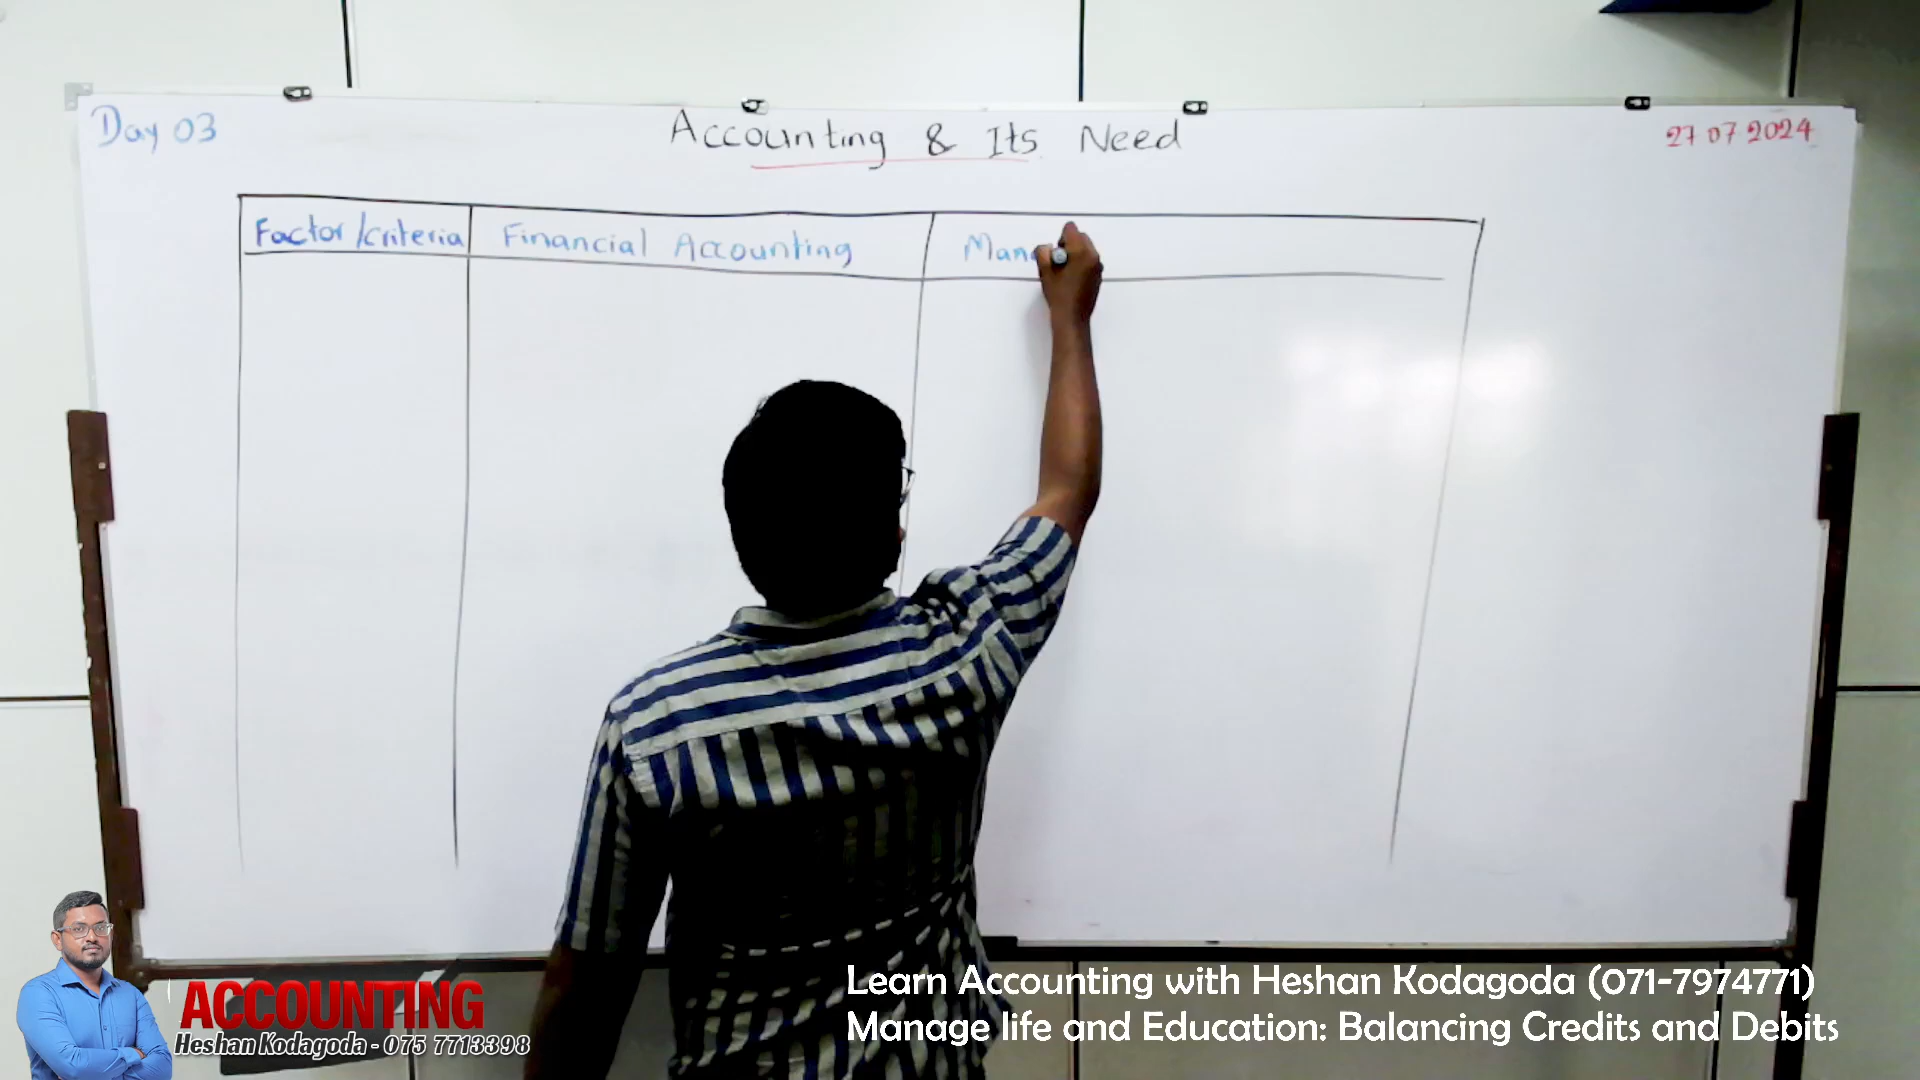 Day 03
Accounting & Its Need
27 07 2024
Factor/criteria
Financial Accounting
Man
ACCOUNTING
Heshan Kodagoda - 075 7713398
Learn Accounting with Heshan Kodagoda (071-7974771)
Manage life and Education: Balancing Credits and Debits